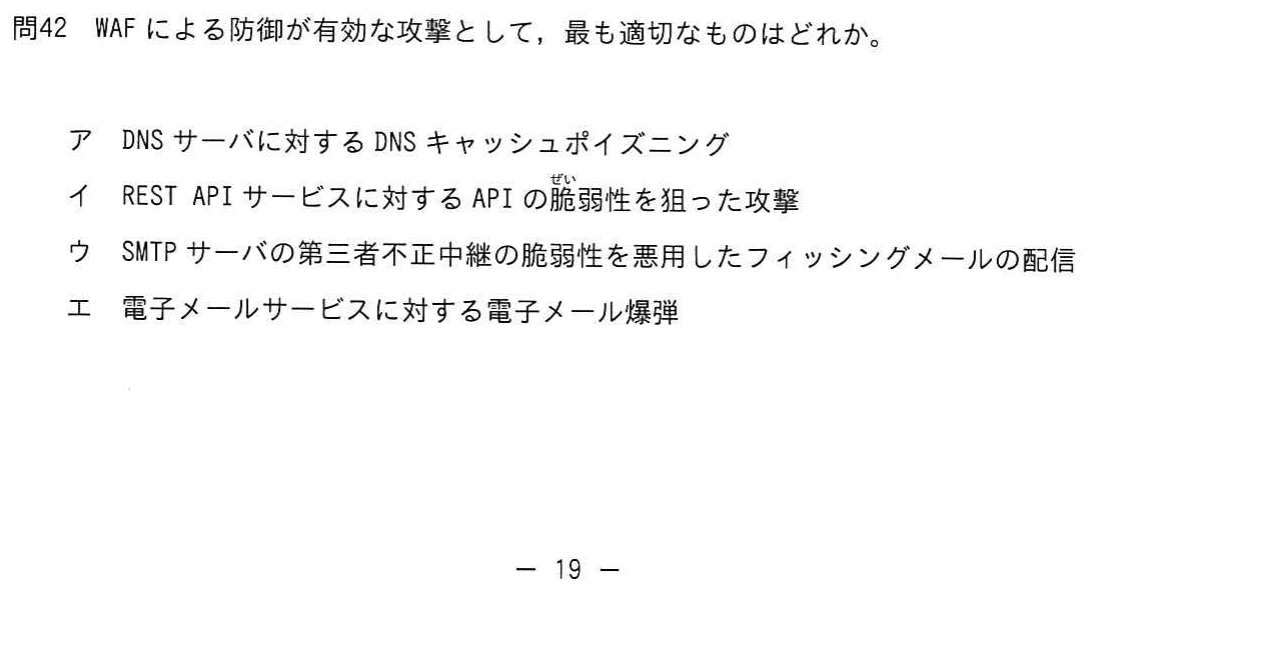 問42 WAF による防御が有効な攻撃として，最も適切なものはどれか。
ア DNS サーバに対する DNS キャッシュポイズニング
イ REST API サービスに対する API の脆弱性を狙った攻撃
ぜい
ウ SMTP サーバの第三者不正中継の脆弱性を悪用したフィッシングメールの配信
エ 電子メールサービスに対する電子メール爆弾
― 19 ―